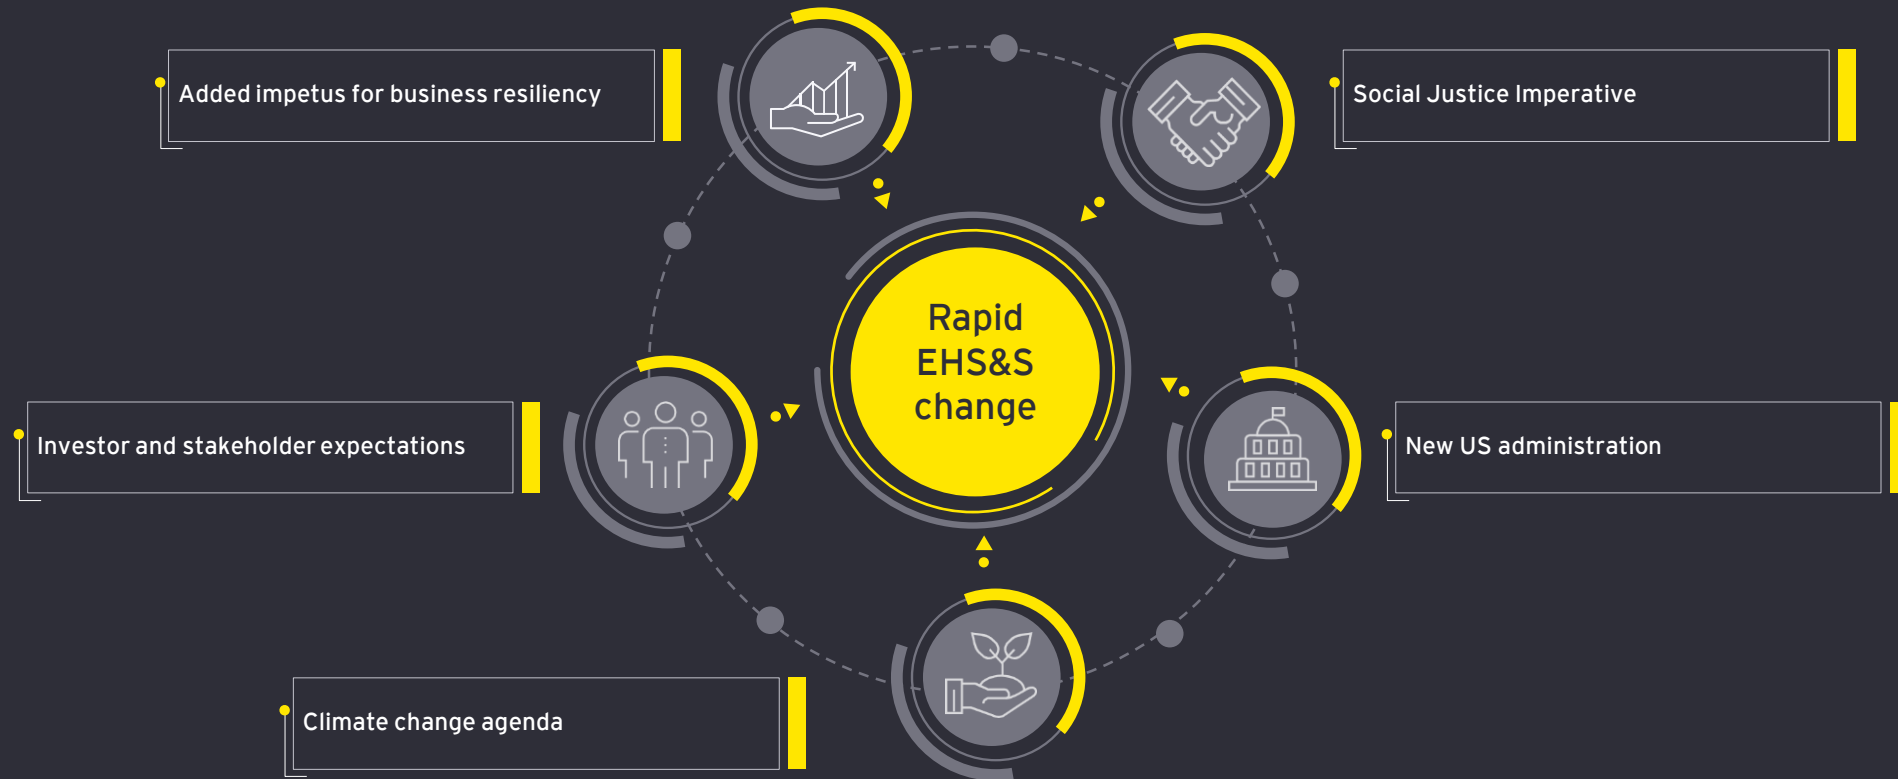 Added impetus for business resiliency
Social Justice Imperative
Rapid
EHS&S
change
Investor and stakeholder expectations
New US administration
Climate change agenda